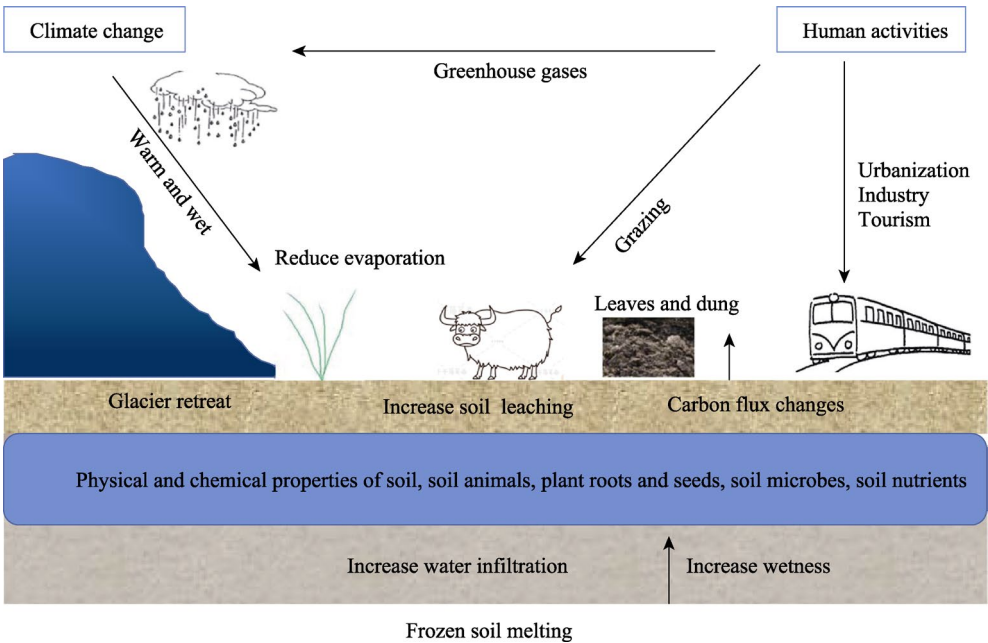 Climate change
Human activities
Greenhouse gases
Warm and wet
Grazing
Urbanization
Industry
Tourism
Reduce evaporation
Leaves and dung
Glacier retreat
Increase soil leaching
Carbon flux changes
Physical and chemical properties of soil, soil animals, plant roots and seeds, soil microbes, soil nutrients
Increase water infiltration
Increase wetness
Frozen soil melting